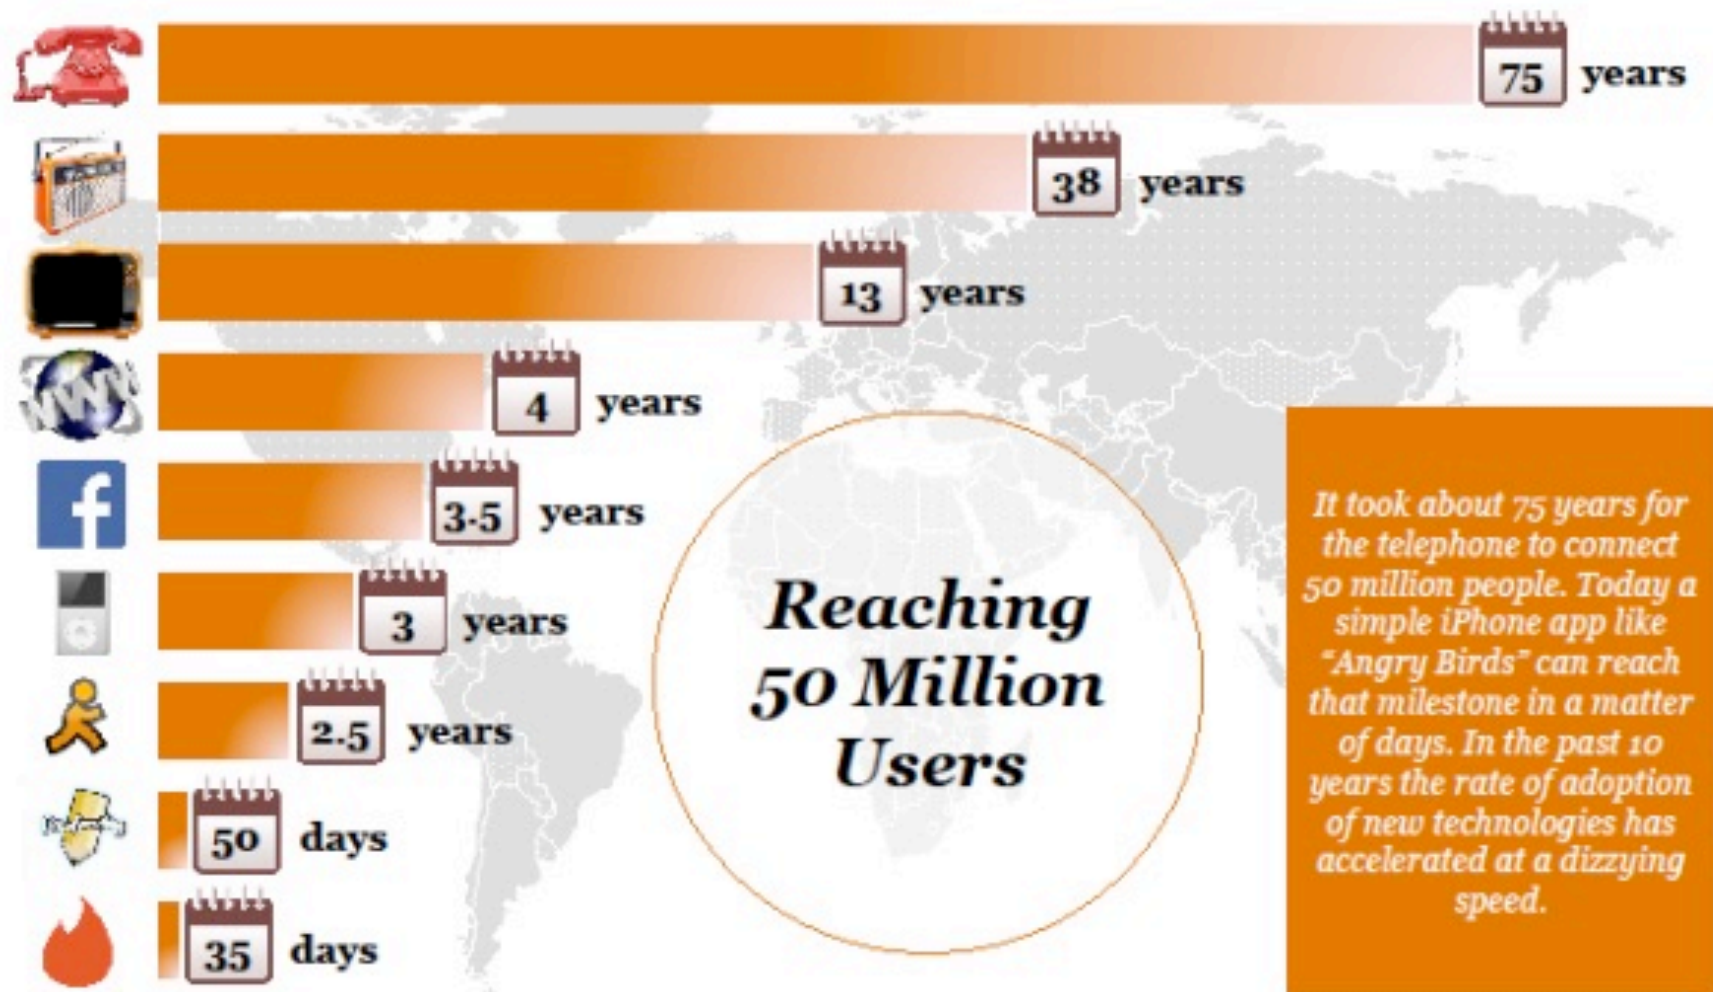 75 years
38 years
13 years
www
4 years
f
3.5 years
3 years
2.5 years
50 days
35 days
Reaching
50 Million
Users
It took about 75 years for
the telephone to connect
50 million people. Today a
simple iPhone app like
“Angry Birds” can reach
that milestone in a matter
of days. In the past 10
years the rate of adoption
of new technologies has
accelerated at a dizzying
speed.